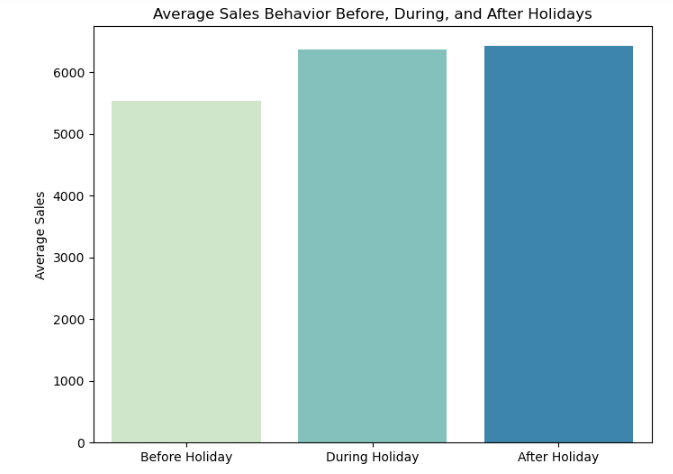 Average Sales Behavior Before, During, and After Holidays
6000
5000
4000
3000
2000
1000
0
Average Sales
Before Holiday
During Holiday
After Holiday